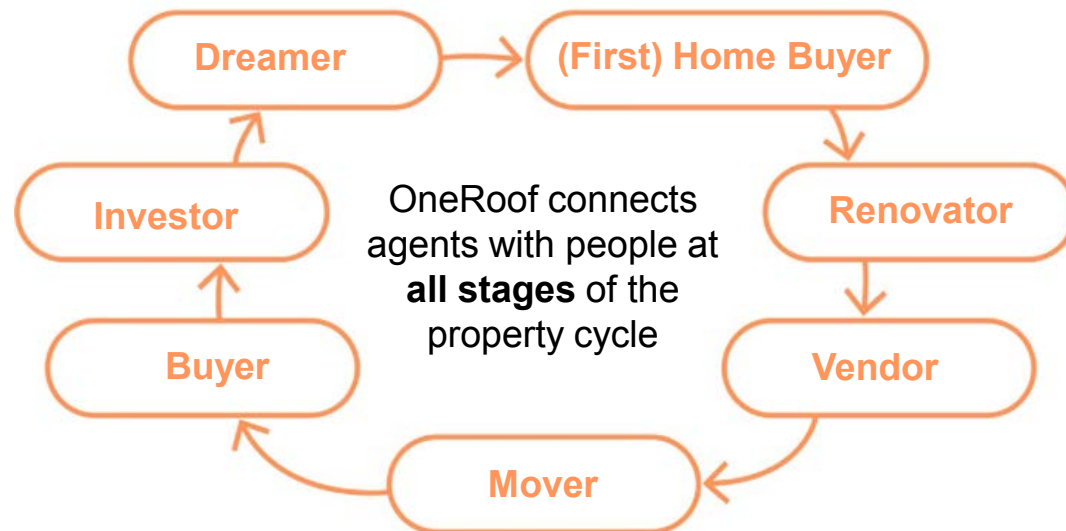 Dreamer
(First) Home Buyer
Investor
Renovator
OneRoof connects
agents with people at
all stages of the
property cycle
Buyer
Vendor
Mover